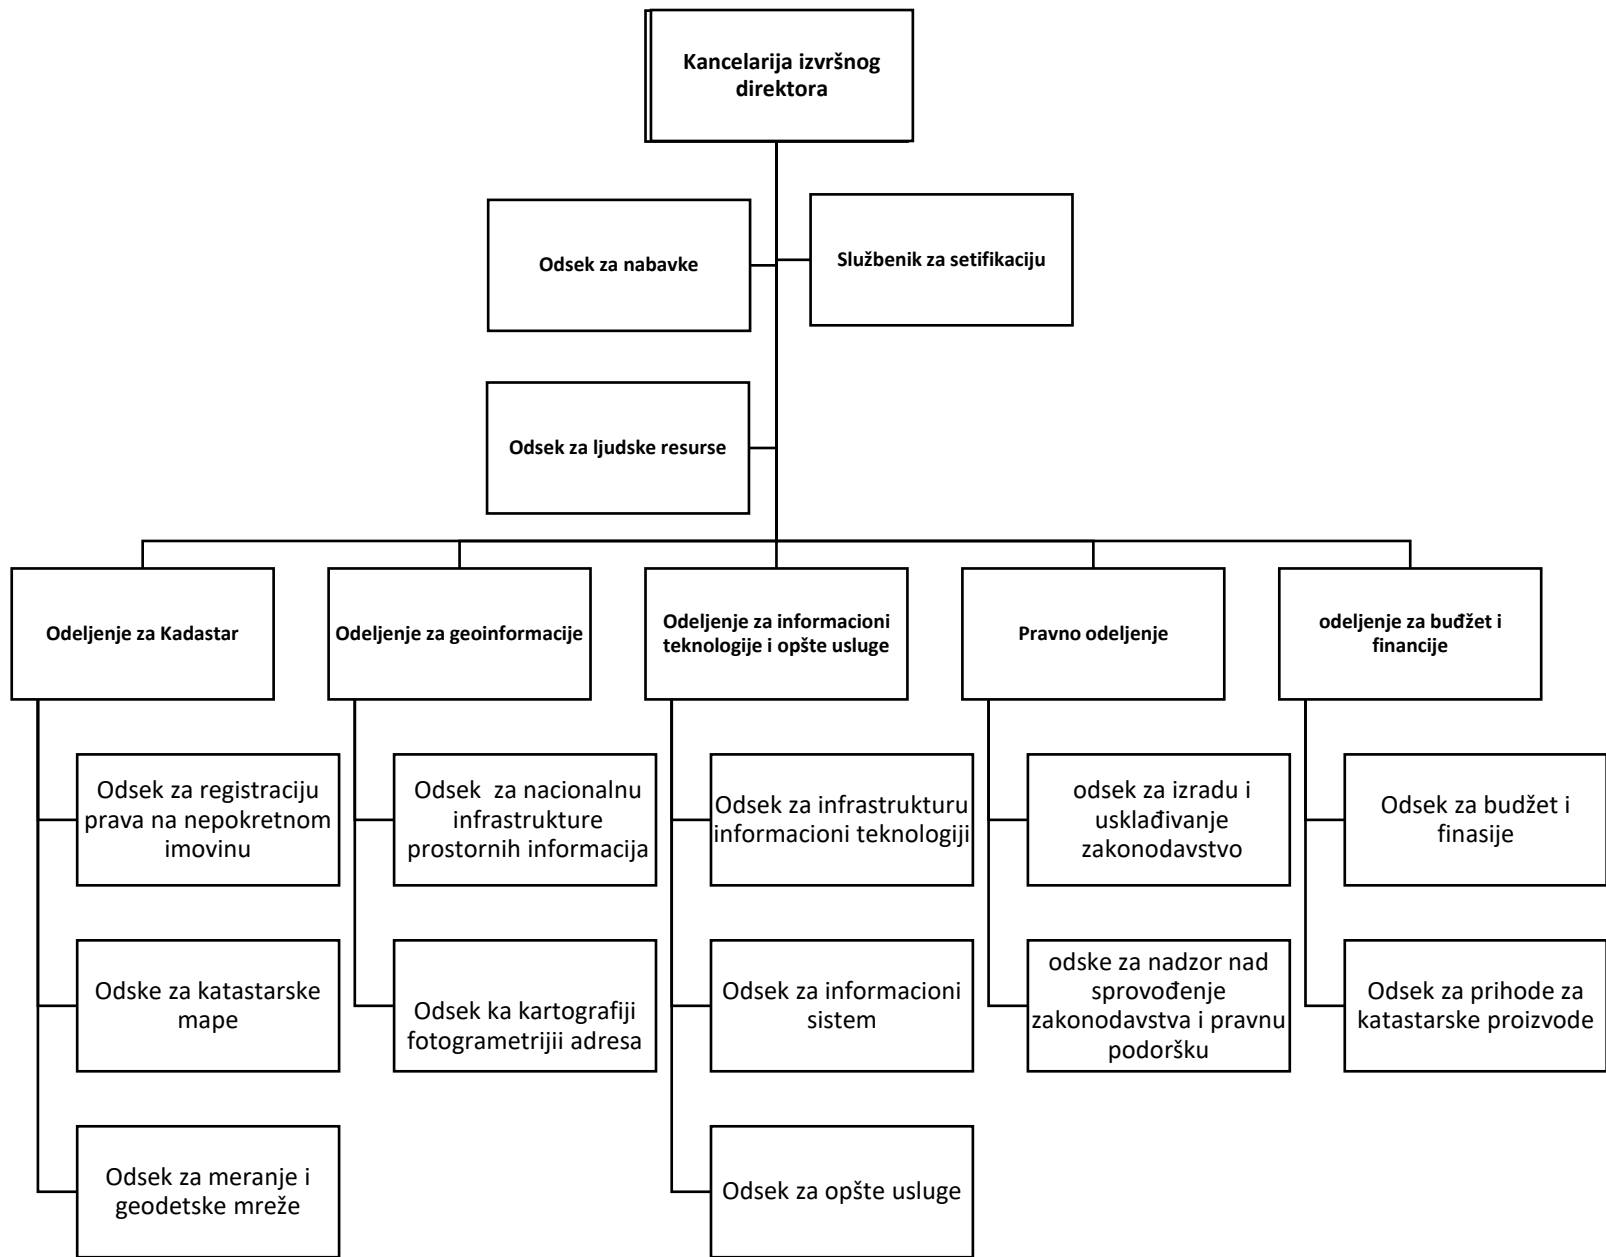 Kancelarija izvršnog
direktora
Odsek za nabavke
Službenik za setifikaciju
Odsek za ljudske resurse
Odeljenje za Kadastar
Odeljenje za geoinformacije
Odeljenje za informacioni
teknologije i opšte usluge
Pravno odeljenje
odeljenje za buđžet i
financije
Odsek za registraciju
prava na nepokretnom
imovinu
Odsek  za nacionalnu
infrastrukture
prostornih informacija
Odsek za infrastrukturu
informacioni teknologiji
odsek za izradu i
usklađivanje
zakonodavstvo
Odsek za budžet i
finasije
Odske za katastarske
mape
Odsek ka kartografiji
fotogrametrijii adresa
Odsek za informacioni
sistem
odske za nadzor nad
sprovođenje
zakonodavstva i pravnu
podoršku
Odsek za prihode za
katastarske proizvode
Odsek za meranje i
geodetske mreže
Odsek za opšte usluge